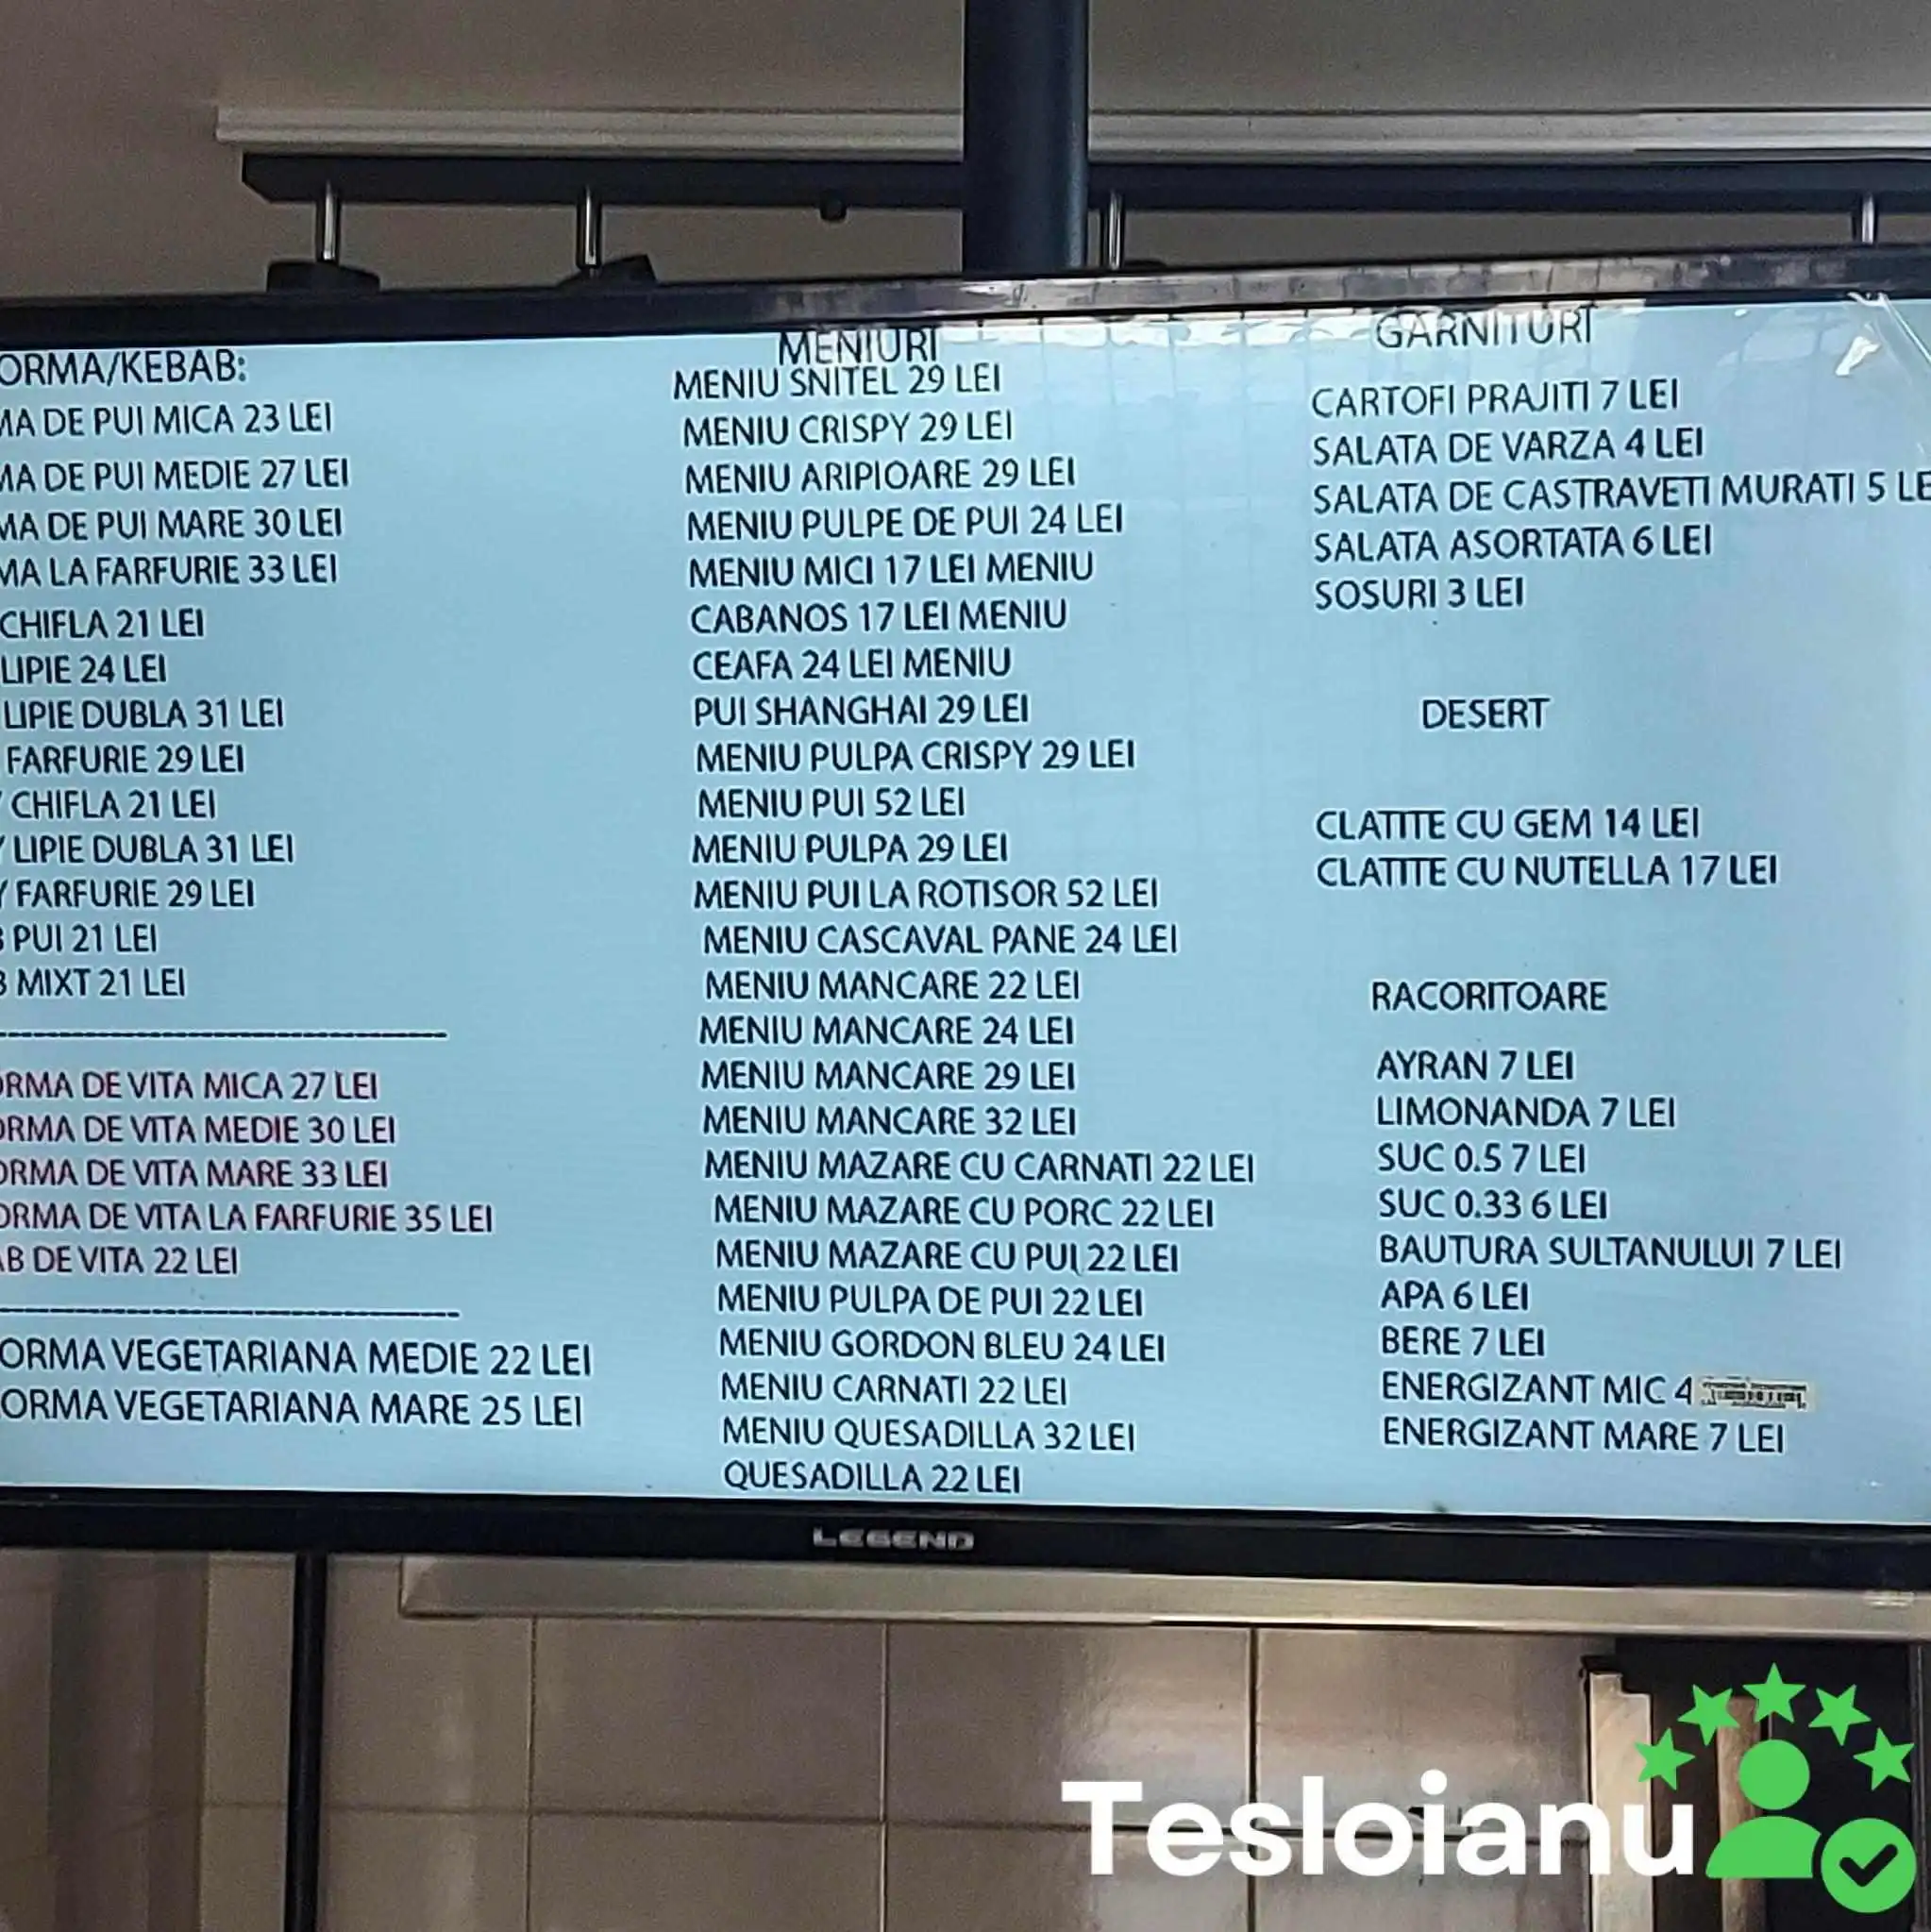 ORMA/KEBAB:
MA DE PUI MICA 23 LEI
MA DE PUI MEDIE 27 LEI
MA DE PUI MARE 30 LEI
MA LA FARFURIE 33 LEI
CHIFLA 21 LEI
LIPIE 24 LEI
LIPIE DUBLA 31 LEI
FARFURIE 29 LEI
CHIFLA 21 LEI
LIPIE DUBLA 31 LEI
FARFURIE 29 LEI
B PUI 21 LEI
B MIXT 21 LEI
ORMA DE VITA MICA 27 LEI
ORMA DE VITA MEDIE 30 LEI
ORMA DE VITA MARE 33 LEI
ORMA DE VITA LA FARFURIE 35 LEI
AB DE VITA 22 LEI
ORMA VEGETARIANA MEDIE 22 LEI
ORMA VEGETARIANA MARE 25 LEI
MENIURI
MENIU SNITEL 29 LEI
MENIU CRISPY 29 LEI
MENIU ARIPIOARE 29 LEI
MENIU PULPE DE PUI 24 LEI
MENIU MICI 17 LEI MENIU
CABANOS 17 LEI MENIU
CEAFA 24 LEI MENIU
PUI SHANGHAI 29 LEI
MENIU PULPA CRISPY 29 LEI
MENIU PUI 52 LEI
MENIU PULPA 29 LEI
MENIU PUI LA ROTISOR 52 LEI
MENIU CASCAVAL PANE 24 LEI
MENIU MANCARE 22 LEI
MENIU MANCARE 24 LEI
MENIU MANCARE 29 LEI
MENIU MANCARE 32 LEI
MENIU MAZARE CU CARNATI 22 LEI
MENIU MAZARE CU PORC 22 LEI
MENIU MAZARE CU PUI 22 LEI
MENIU PULPA DE PUI 22 LEI
MENIU GORDON BLEU 24 LEI
MENIU CARNATI 22 LEI
MENIU QUESADILLA 32 LEI
QUESADILLA 22 LEI
GARNITURI
CARTOFI PRAJITI 7 LEI
SALATA DE VARZA 4 LEI
SALATA DE CASTRAVETI MURATI 5 LE
SALATA ASORTATA 6 LEI
SOSURI 3 LEI
DESERT
CLATITE CU GEM 14 LEI
CLATITE CU NUTELLA 17 LEI
RACORITOARE
AYRAN 7 LEI
LIMONANDA 7 LEI
SUC 0.5 7 LEI
SUC 0.33 6 LEI
BAUTURA SULTANULUI 7 LEI
APA 6 LEI
BERE 7 LEI
ENERGIZANT MIC 4
ENERGIZANT MARE 7 LEI
LEGEND
Tesloianu